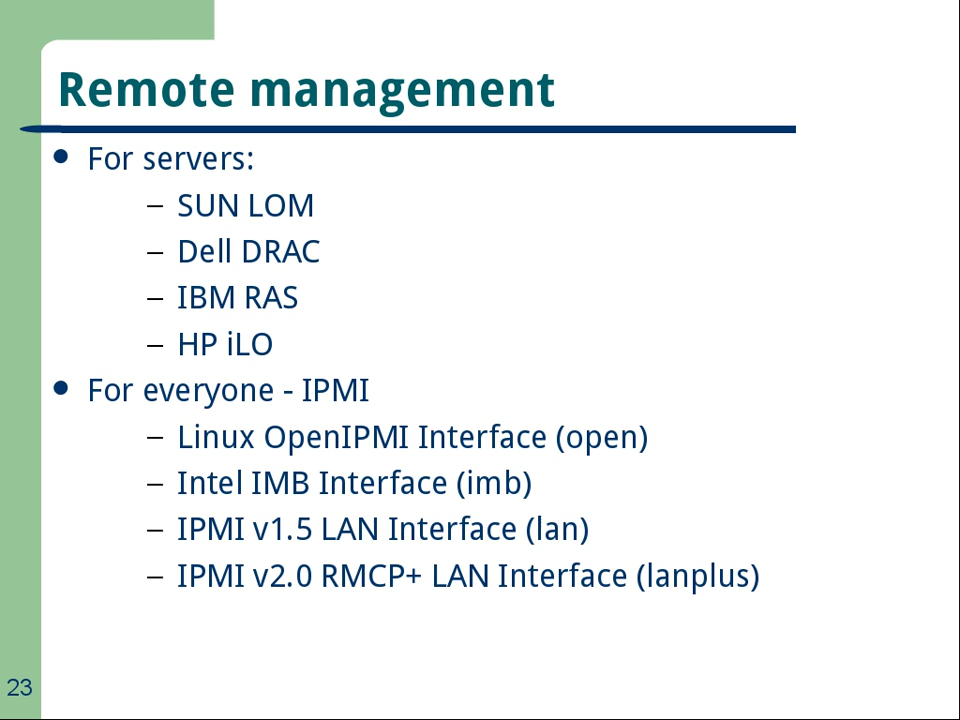 Remote management
● For servers:
– SUN LOM
– Dell DRAC
– IBM RAS
– HP iLO
● For everyone - IPMI
– Linux OpenIPMI Interface (open)
– Intel IMB Interface (imb)
– IPMI v1.5 LAN Interface (lan)
– IPMI v2.0 RMCP+ LAN Interface (lanplus)
23